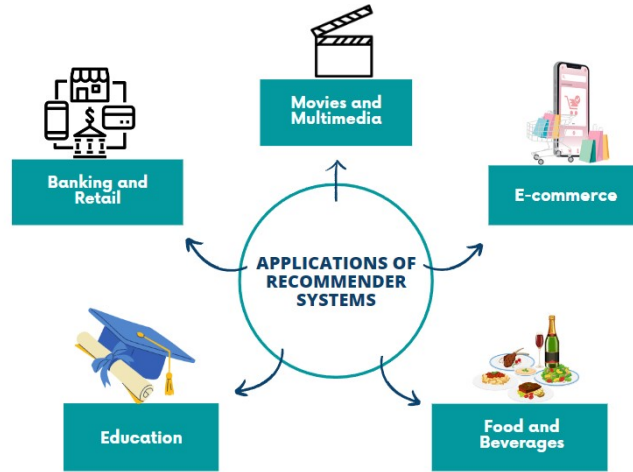 Movies and
Multimedia
Banking and
Retail
E-commerce
APPLICATIONS OF
RECOMMENDER
SYSTEMS
Education
Food and
Beverages